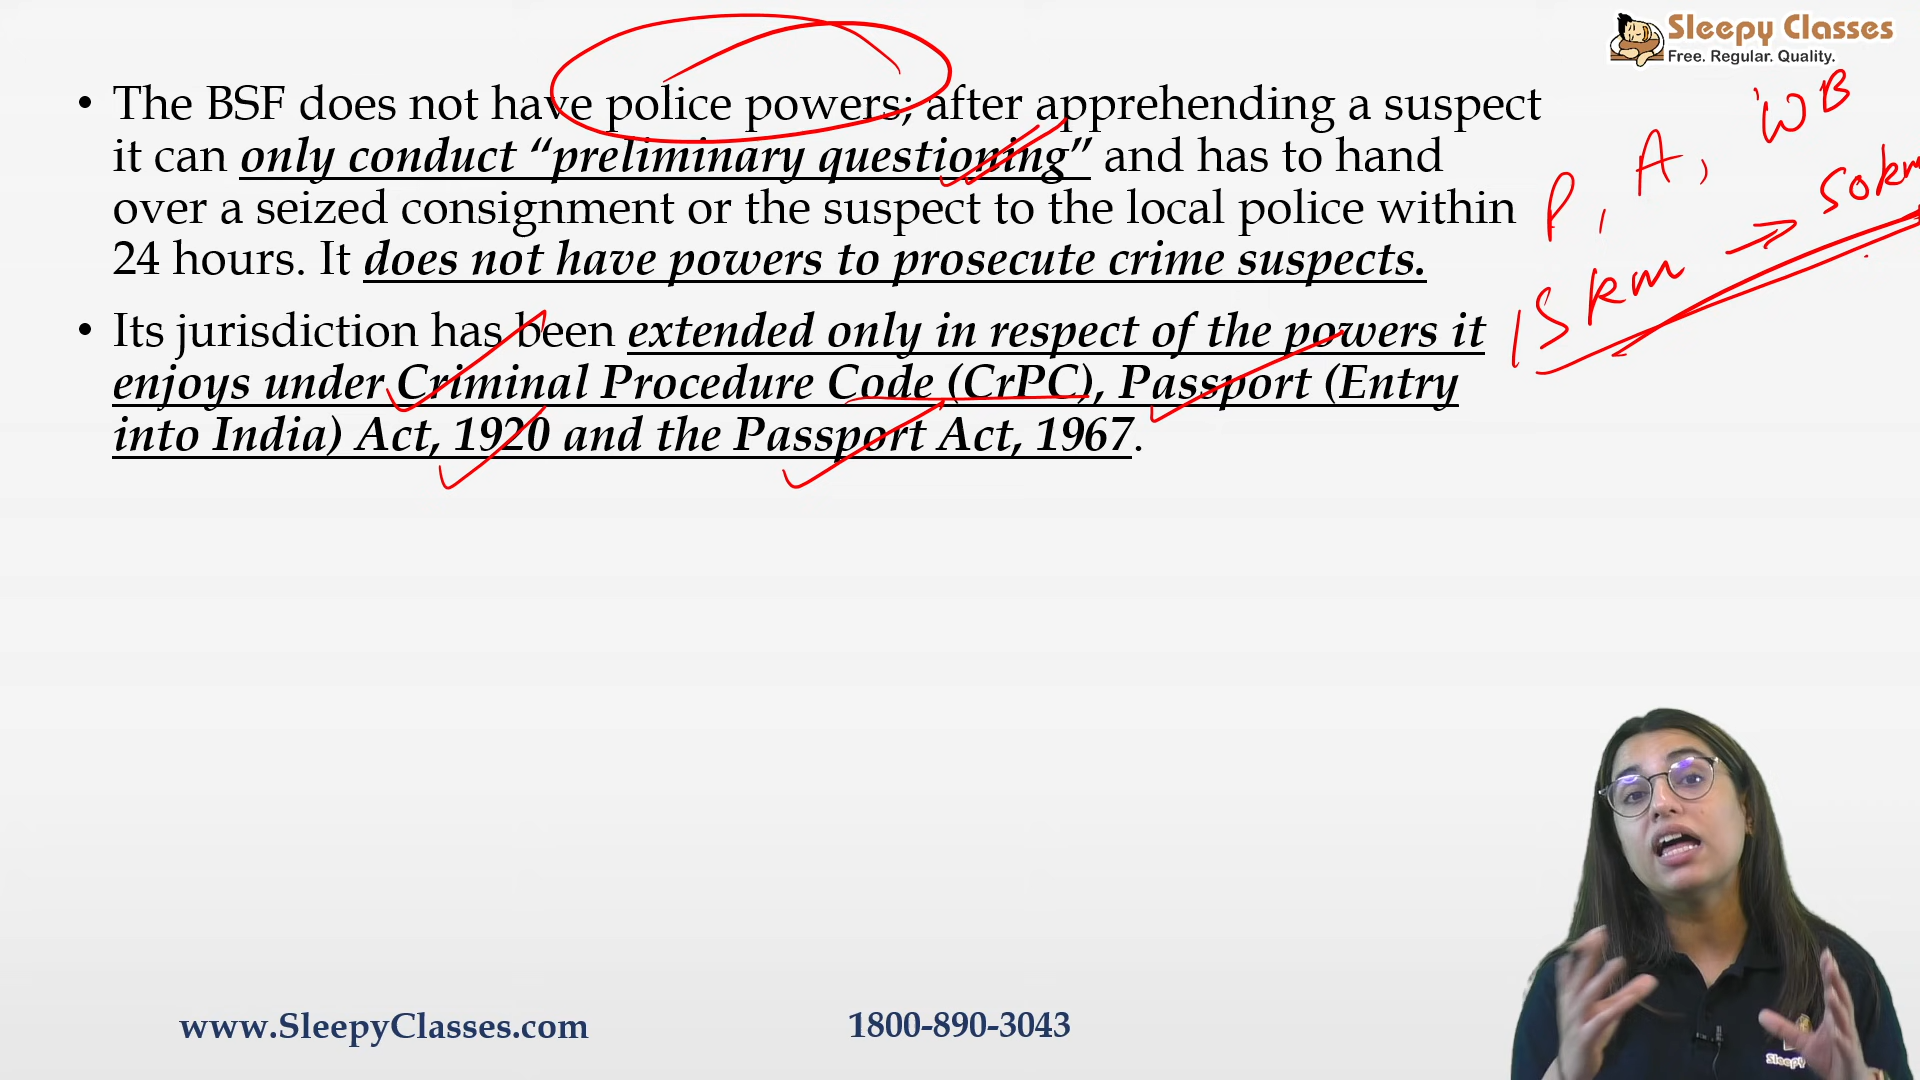 Sleepy Classes
Free. Regular. Quality.
• The BSF does not have police powers; after apprehending a suspect
it can only conduct “preliminary questioning” and has to hand
over a seized consignment or the suspect to the local police within
24 hours. It does not have powers to prosecute crime suspects.
• Its jurisdiction has been extended only in respect of the powers it
enjoys under Criminal Procedure Code (CrPC), Passport (Entry
into India) Act, 1920 and the Passport Act, 1967.
P, A, WB
15 km → 50km
www.SleepyClasses.com
1800-890-3043
Sleepy